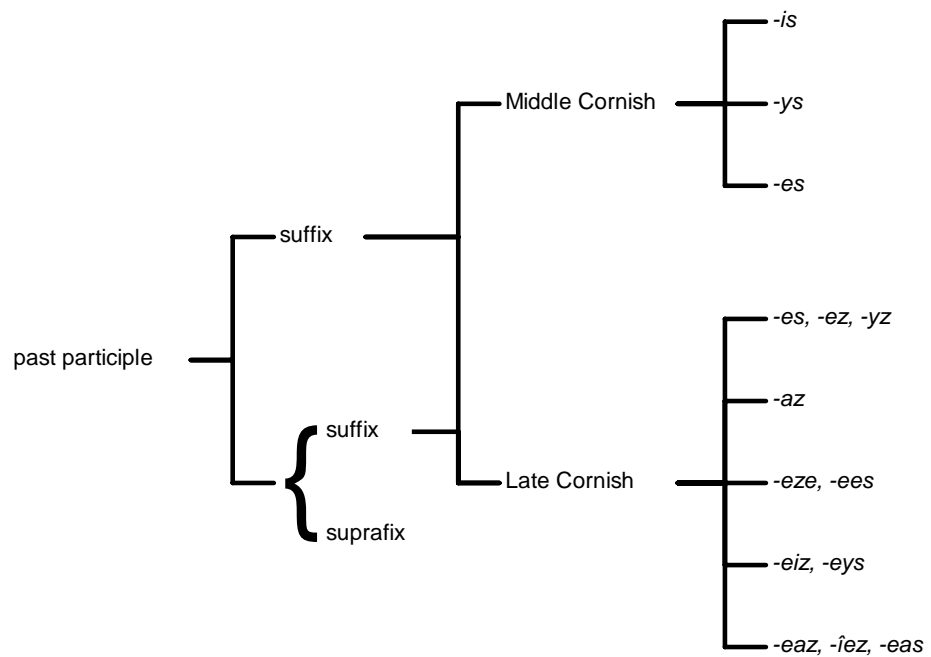 -is
Middle Cornish
-ys
-es
suffix
-es, -ez, -yz
past participle
-az
suffix
Late Cornish
-eze, -ees
suprafix
-eiz, -eys
-eaz, -îez, -eas